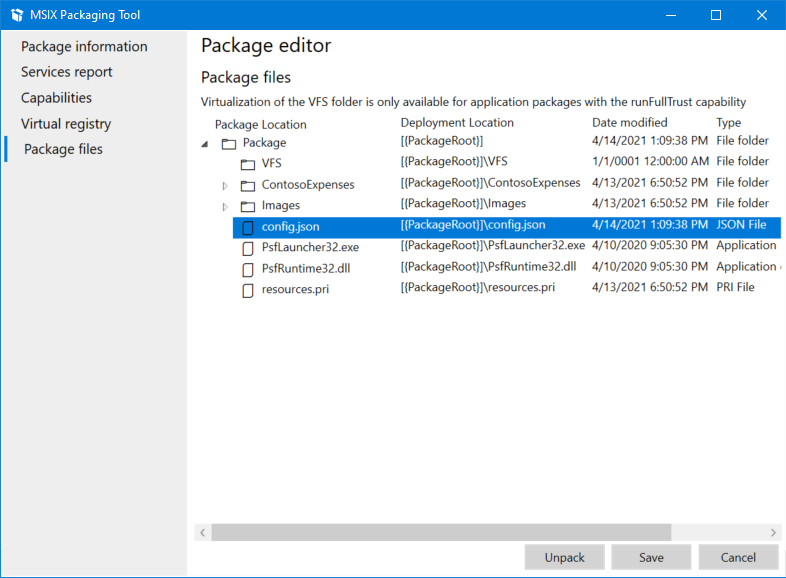 MSIX Packaging Tool
Package information
Services report
Capabilities
Virtual registry
Package files
Package editor
Package files
Virtualization of the VFS folder is only available for application packages with the runFullTrust capability
Package Location Deployment Location Date modified Type
Package [{PackageRoot}] 4/14/2021 1:09:38 PM File folder
VFS [{PackageRoot}]\VFS 1/1/0001 12:00:00 AM File folder
ContosoExpenses [{PackageRoot}]\ContosoExpenses 4/13/2021 6:50:52 PM File folder
Images [{PackageRoot}]\Images 4/13/2021 6:50:52 PM File folder
config.json [{PackageRoot}]\config.json 4/14/2021 1:09:38 PM JSON File
PsfLauncher32.exe [{PackageRoot}]\PsfLauncher32.exe 4/10/2020 9:05:30 PM Application
PsfRuntime32.dll [{PackageRoot}]\PsfRuntime32.dll 4/10/2020 9:05:30 PM Application
resources.pri [{PackageRoot}]\resources.pri 4/13/2021 6:50:52 PM PRI File
Unpack Save Cancel